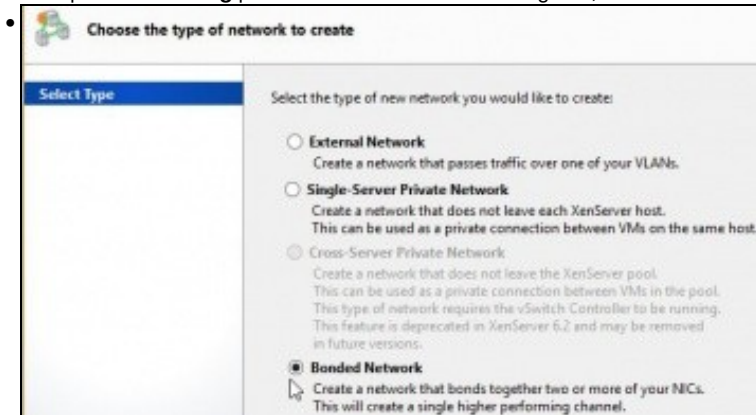 Choose the type of network to create
Select Type
Select the type of new network you would like to create:
External Network
Create a network that passes traffic over one of your VLANs.
Single-Server Private Network
Create a network that does not leave each XenServer host.
This can be used as a private connection between VMs on the same host.
Cross-Server Private Network
Create a network that does not leave the XenServer pool.
This can be used as a private connection between VMs in the pool.
This type of network requires the vSwitch Controller to be running.
This feature is deprecated in XenServer 6.2 and may be removed
in future versions.
Bonded Network
Create a network that bonds together two or more of your NICs.
This will create a single higher performing channel.